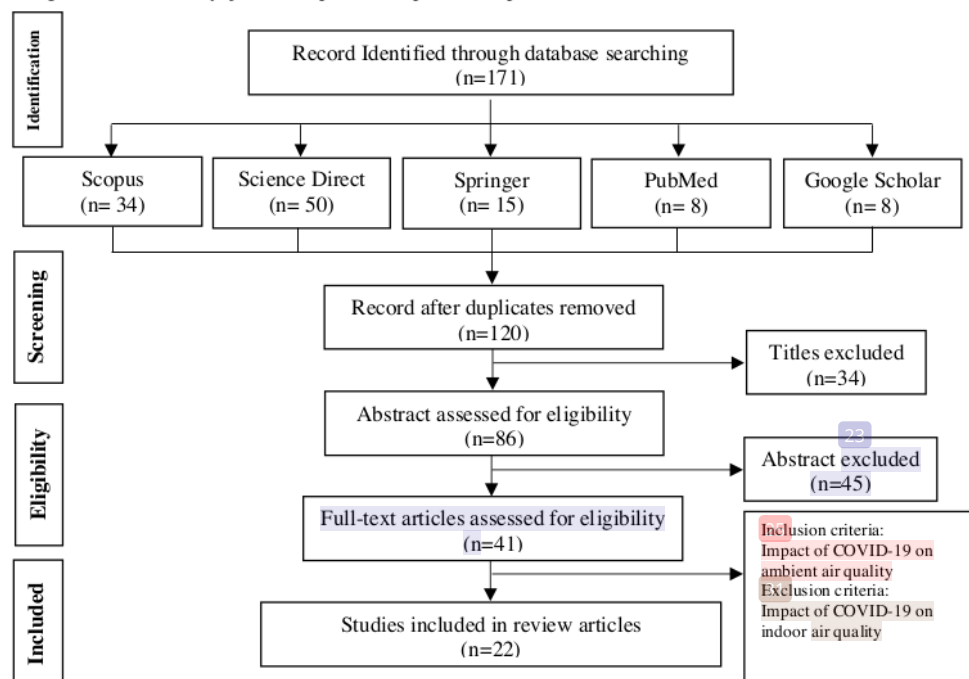 Identification
Record Identified through database searching
(n=171)
Scopus
(n= 34)
Science Direct
(n= 50)
Springer
(n= 15)
PubMed
(n= 8)
Google Scholar
(n= 8)
Screening
Record after duplicates removed
(n=120)
Titles excluded
(n=34)
Eligibility
Abstract assessed for eligibility
(n=86)
23
Abstract excluded
(n=45)
Full-text articles assessed for eligibility
(n=41)
Inclusion criteria:
Impact of COVID-19 on
ambient air quality
Exclusion criteria:
Impact of COVID-19 on
indoor air quality
Included
Studies included in review articles
(n=22)